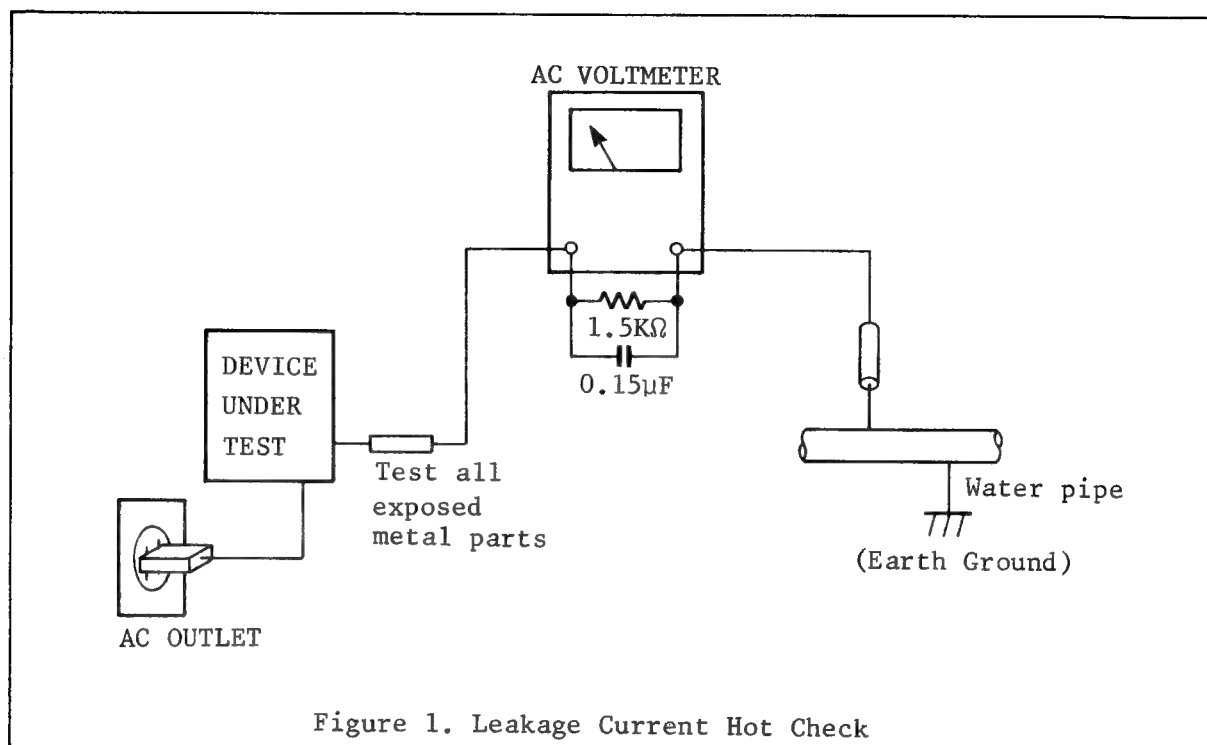 AC VOLTMETER
1.5KΩ
0.15µF
DEVICE
UNDER
TEST
Test all
exposed
metal parts
Water pipe
(Earth Ground)
AC OUTLET
Figure 1. Leakage Current Hot Check